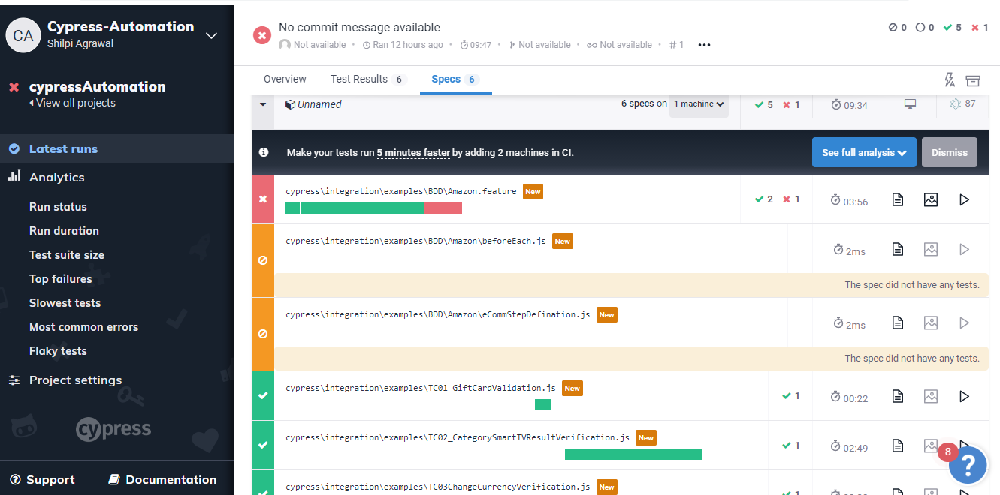 CA
Cypress-Automation
Shilpi Agrawal
cypressAutomation
View all projects
Latest runs
Analytics
Run status
Run duration
Test suite size
Top failures
Slowest tests
Most common errors
Flaky tests
Project settings
cypress
Support
Documentation
No commit message available
0 0 5 1
Not available • Ran 12 hours ago • 09:47 • Not available • Not available • # 1 •••
Overview
Test Results 6
Specs 6
Unnamed
6 specs on 1 machine
5 1
09:34
87
Make your tests run 5 minutes faster by adding 2 machines in CI.
See full analysis
Dismiss
cypress\integration\examples\BDD\Amazon.feature New
2 1
03:56
cypress\integration\examples\BDD\Amazon\beforeEach.js New
2ms
The spec did not have any tests.
cypress\integration\examples\BDD\Amazon\eCommStepDefination.js New
2ms
The spec did not have any tests.
cypress\integration\examples\TC01_GiftCardValidation.js New
1
00:22
cypress\integration\examples\TC02_CategorySmartTVResultVerification.js New
1
02:49
8
?
cypress\integration\examples\TC03ChangeCurrencyVerification.js New
1